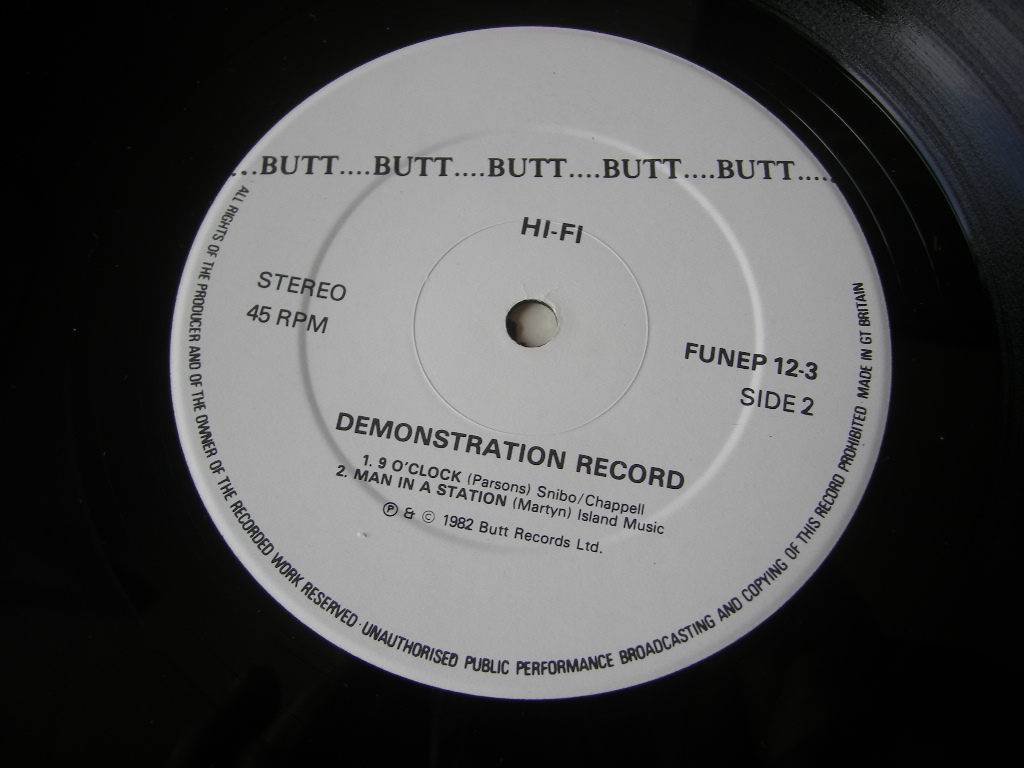 ...BUTT....BUTT....BUTT....BUTT....BUTT.....
HI-FI
STEREO
45 RPM
FUNEP 12-3
SIDE 2
DEMONSTRATION RECORD
1. 9 O'CLOCK (Parsons) Snibo/Chappell
2. MAN IN A STATION (Martyn) Island Music
℗ & © 1982 Butt Records Ltd.
ALL RIGHTS OF THE PRODUCER AND OF THE OWNER OF THE RECORDED WORK RESERVED · UNAUTHORISED PUBLIC PERFORMANCE BROADCASTING AND COPYING OF THIS RECORD PROHIBITED MADE IN GT BRITAIN